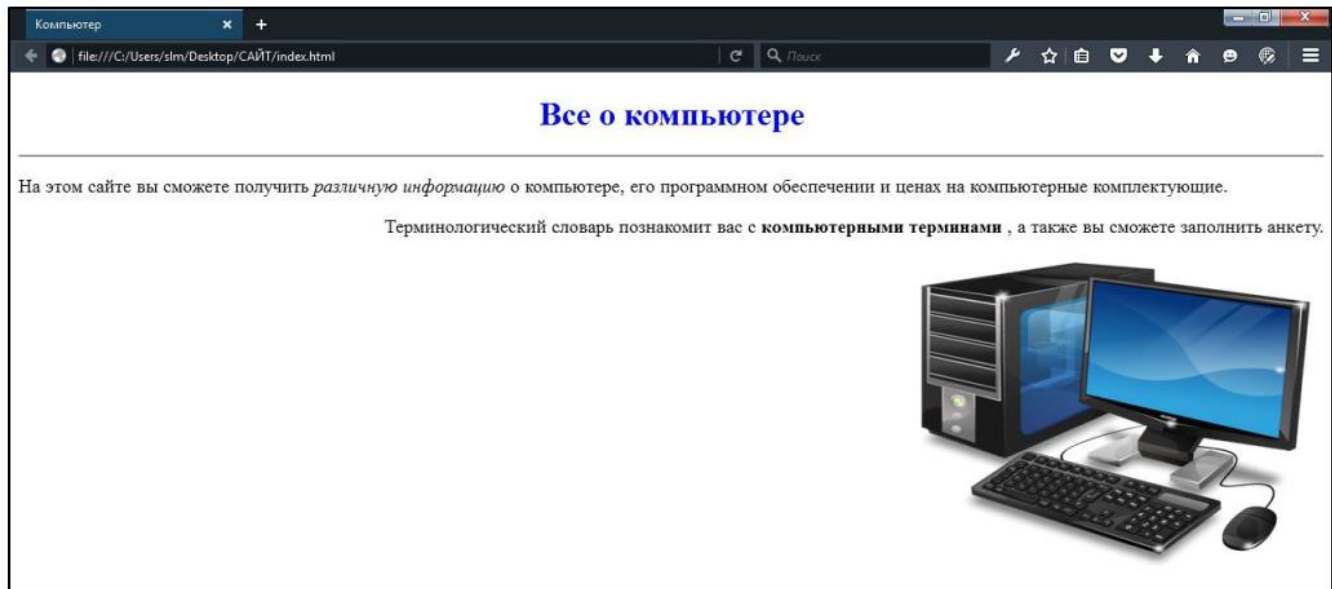 Компьютер
file:///C:/Users/slm/Desktop/САЙТ/index.html
Поиск
Все о компьютере
На этом сайте вы сможете получить различную информацию о компьютере, его программном обеспечении и ценах на компьютерные комплектующие.
Терминологический словарь познакомит вас с компьютерными терминами , а также вы сможете заполнить анкету.